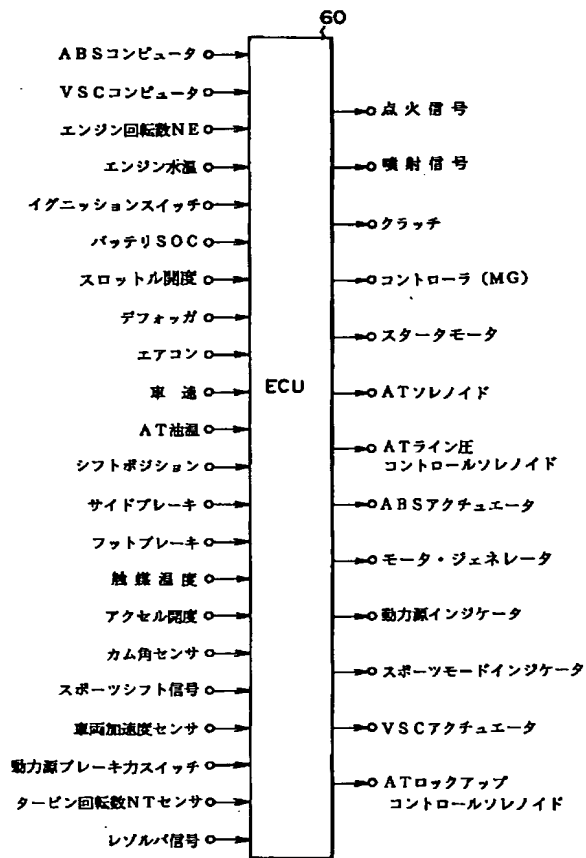 60
ABSコンピュータ
VSCコンピュータ
エンジン回転数NE
エンジン水温
イグニッションスイッチ
バッテリSOC
スロットル開度
デフォッガ
エアコン
車速
AT油温
シフトポジション
サイドブレーキ
フットブレーキ
触媒温度
アクセル開度
カム角センサ
スポーツシフト信号
車両加速度センサ
動力源ブレーキ力スイッチ
タービン回転数NTセンサ
レゾルバ信号
ECU
点火信号
噴射信号
クラッチ
コントローラ(MG)
スタータモータ
ATソレノイド
ATライン圧
コントロールソレノイド
ABSアクチュエータ
モータ・ジェネレータ
動力源インジケータ
スポーツモードインジケータ
VSCアクチュエータ
ATロックアップ
コントロールソレノイド